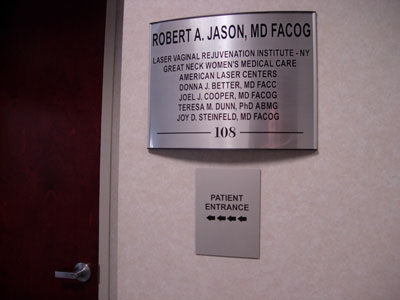 ROBERT A. JASON, MD FACOG
LASER VAGINAL REJUVENATION INSTITUTE - NY
GREAT NECK WOMEN'S MEDICAL CARE
AMERICAN LASER CENTERS
DONNA J. BETTER, MD FACC
JOEL J. COOPER, MD FACOG
TERESA M. DUNN, PhD ABMG
JOY D. STEINFELD, MD FACOG
108
PATIENT
ENTRANCE